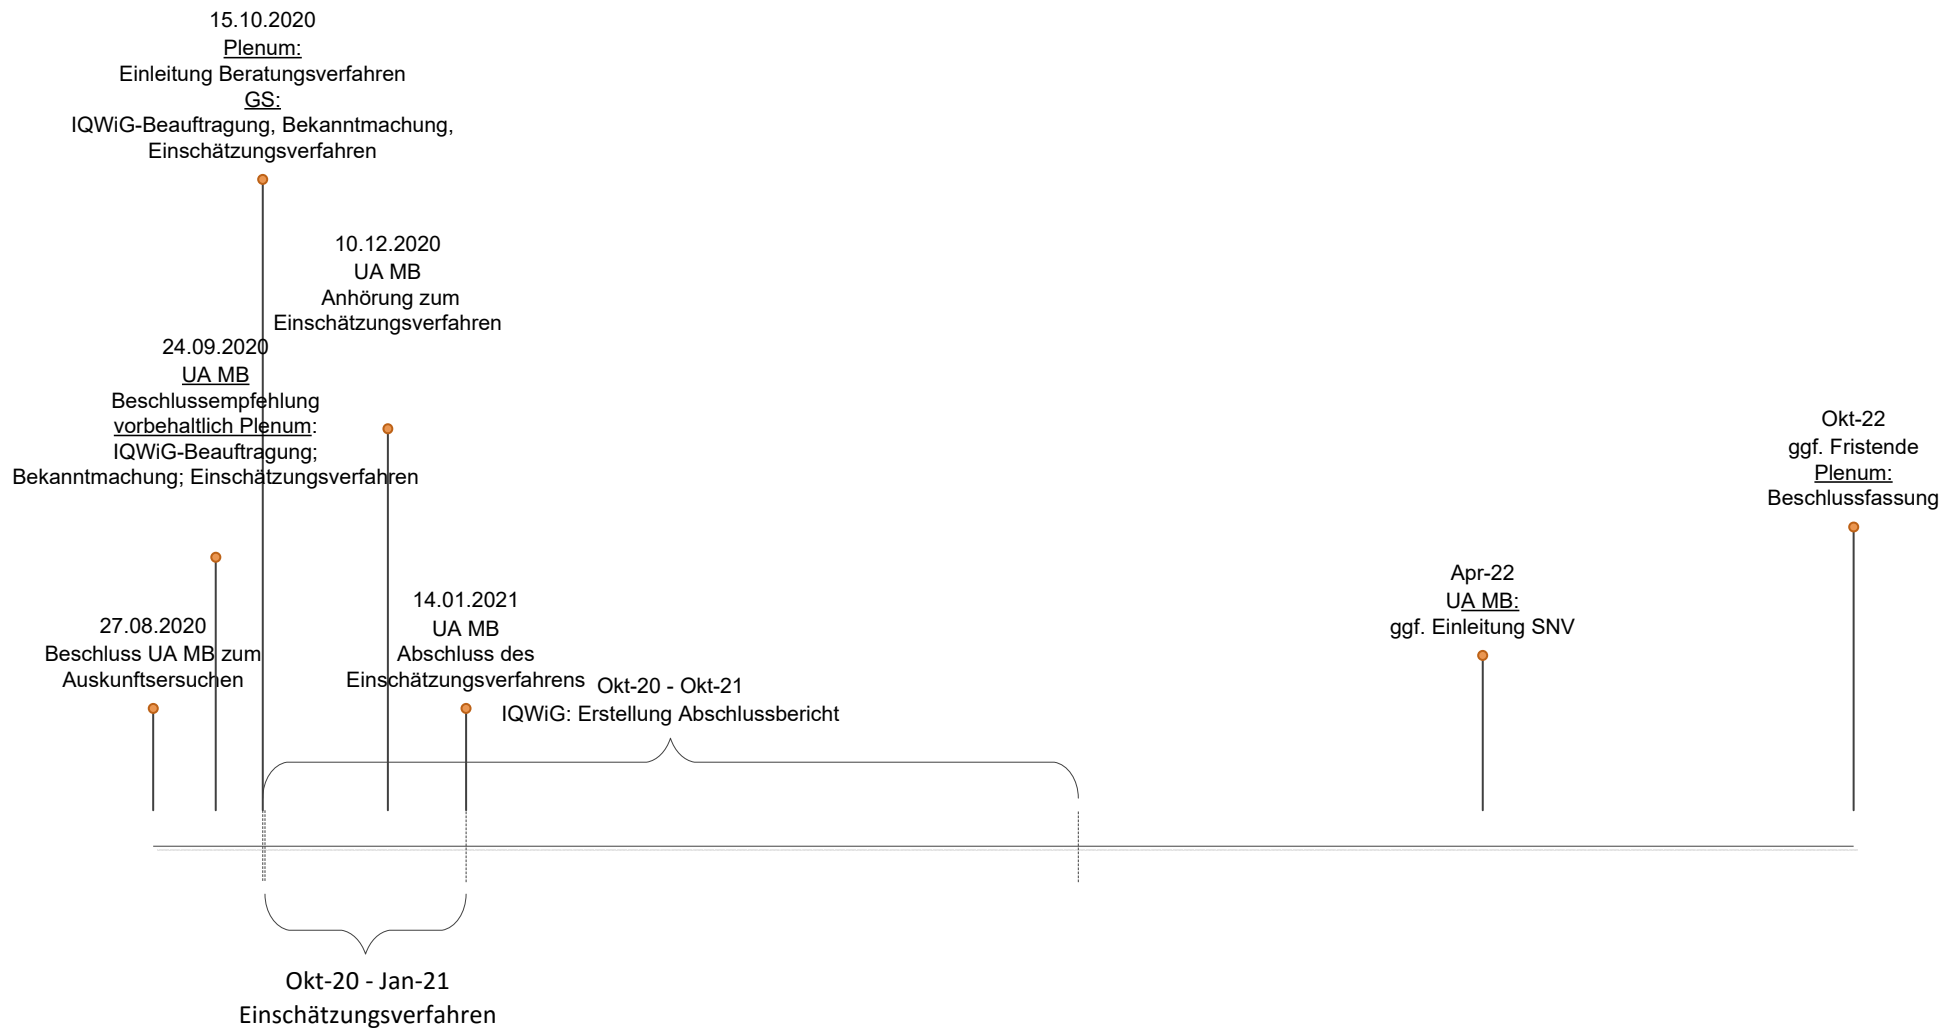 15.10.2020
Plenum:
Einleitung Beratungsverfahren
GS:
IQWiG-Beauftragung, Bekanntmachung,
Einschätzungsverfahren
10.12.2020
UA MB
Anhörung zum
Einschätzungsverfahren
24.09.2020
UA MB
Beschlussempfehlung
vorbehaltlich Plenum:
IQWiG-Beauftragung;
Bekanntmachung; Einschätzungsverfahren
Okt-22
ggf. Fristende
Plenum:
Beschlussfassung
Apr-22
UA MB:
ggf. Einleitung SNV
27.08.2020
Beschluss UA MB zum
Auskunftsersuchen
14.01.2021
UA MB
Abschluss des
Einschätzungsverfahrens
Okt-20 - Okt-21
IQWiG: Erstellung Abschlussbericht
Okt-20 - Jan-21
Einschätzungsverfahren